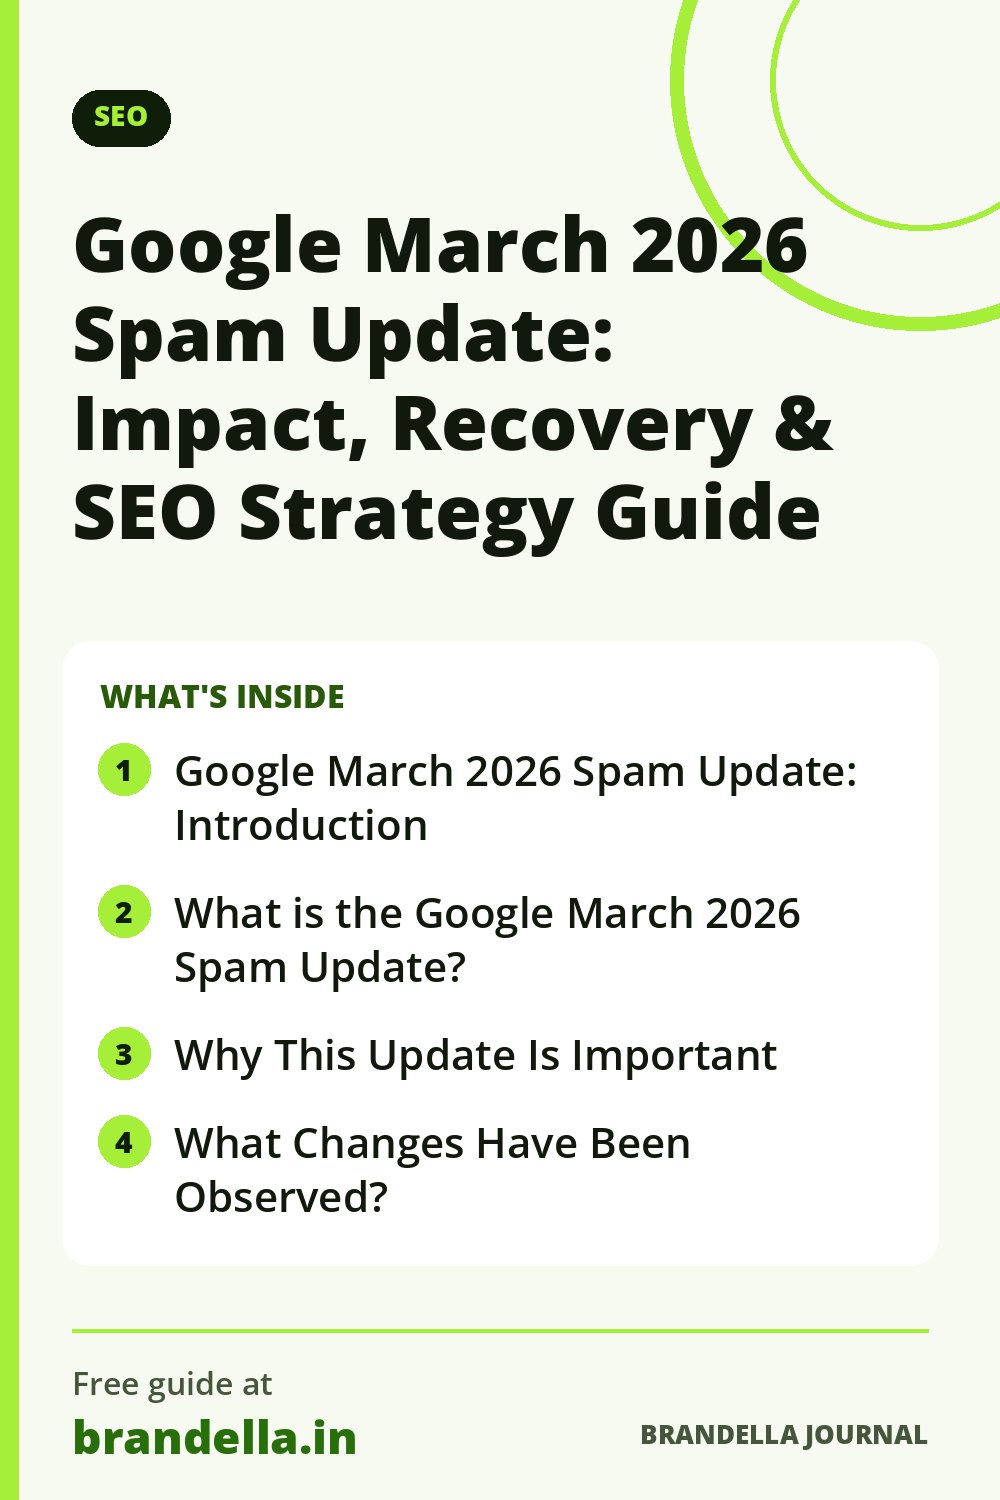 SEO
Google March 2026
Spam Update:
Impact, Recovery &
SEO Strategy Guide
WHAT'S INSIDE
1 Google March 2026 Spam Update:
Introduction
2 What is the Google March 2026
Spam Update?
3 Why This Update Is Important
4 What Changes Have Been
Observed?
Free guide at
brandella.in
BRANDELLA JOURNAL